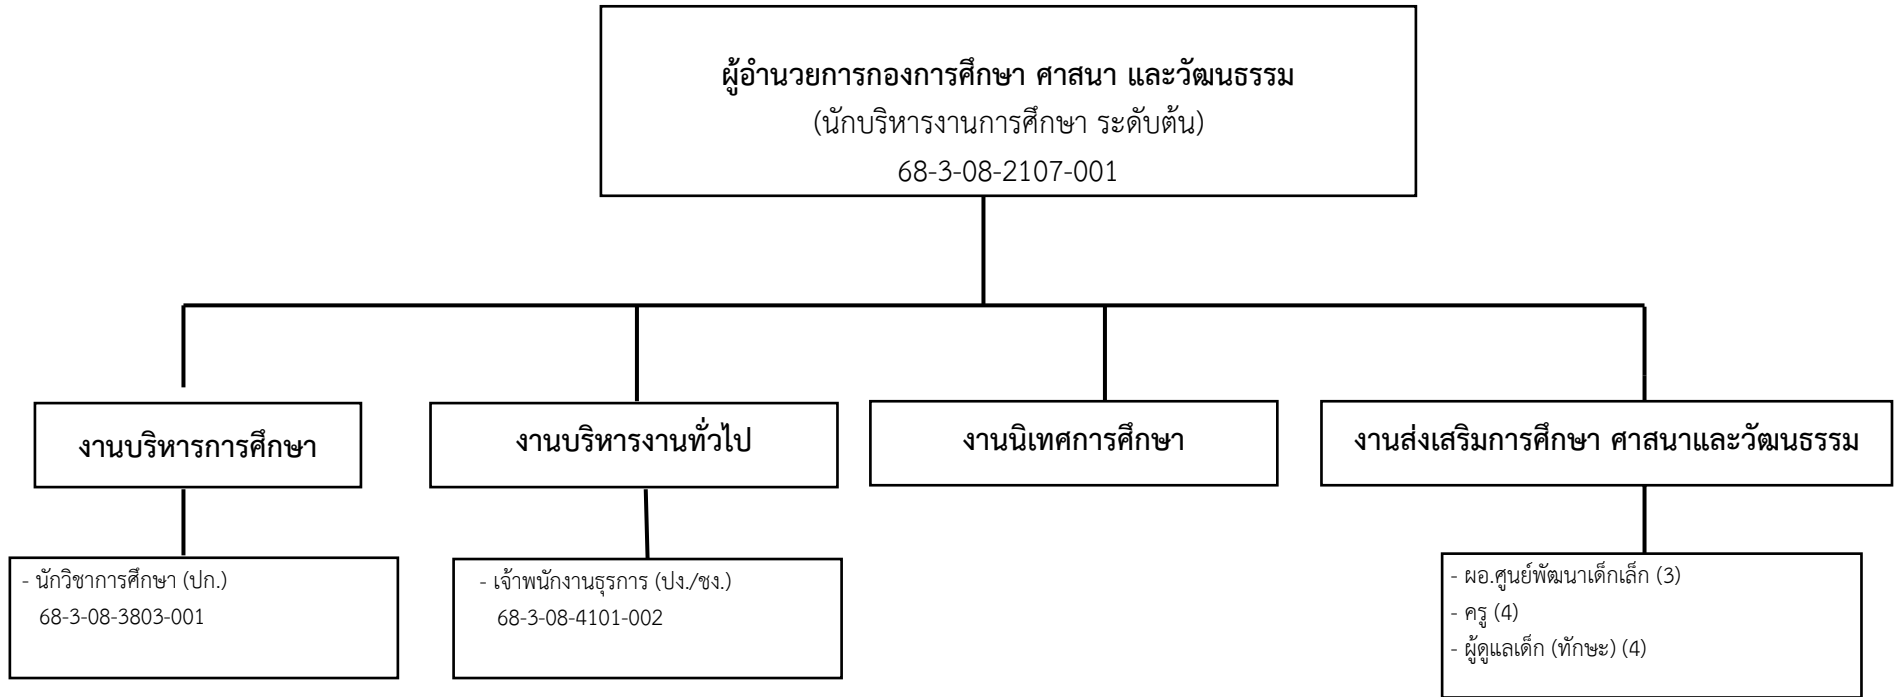 ผู้อำนวยการกองการศึกษา ศาสนา และวัฒนธรรม
(นักบริหารงานการศึกษา ระดับต้น)
68-3-08-2107-001
งานบริหารการศึกษา
งานบริหารงานทั่วไป
งานนิเทศการศึกษา
งานส่งเสริมการศึกษา ศาสนาและวัฒนธรรม
- นักวิชาการศึกษา (ปก.)
68-3-08-3803-001
- เจ้าพนักงานธุรการ (ปง./ชง.)
68-3-08-4101-002
- ผอ.ศูนย์พัฒนาเด็กเล็ก (3)
- ครู (4)
- ผู้ดูแลเด็ก (ทักษะ) (4)